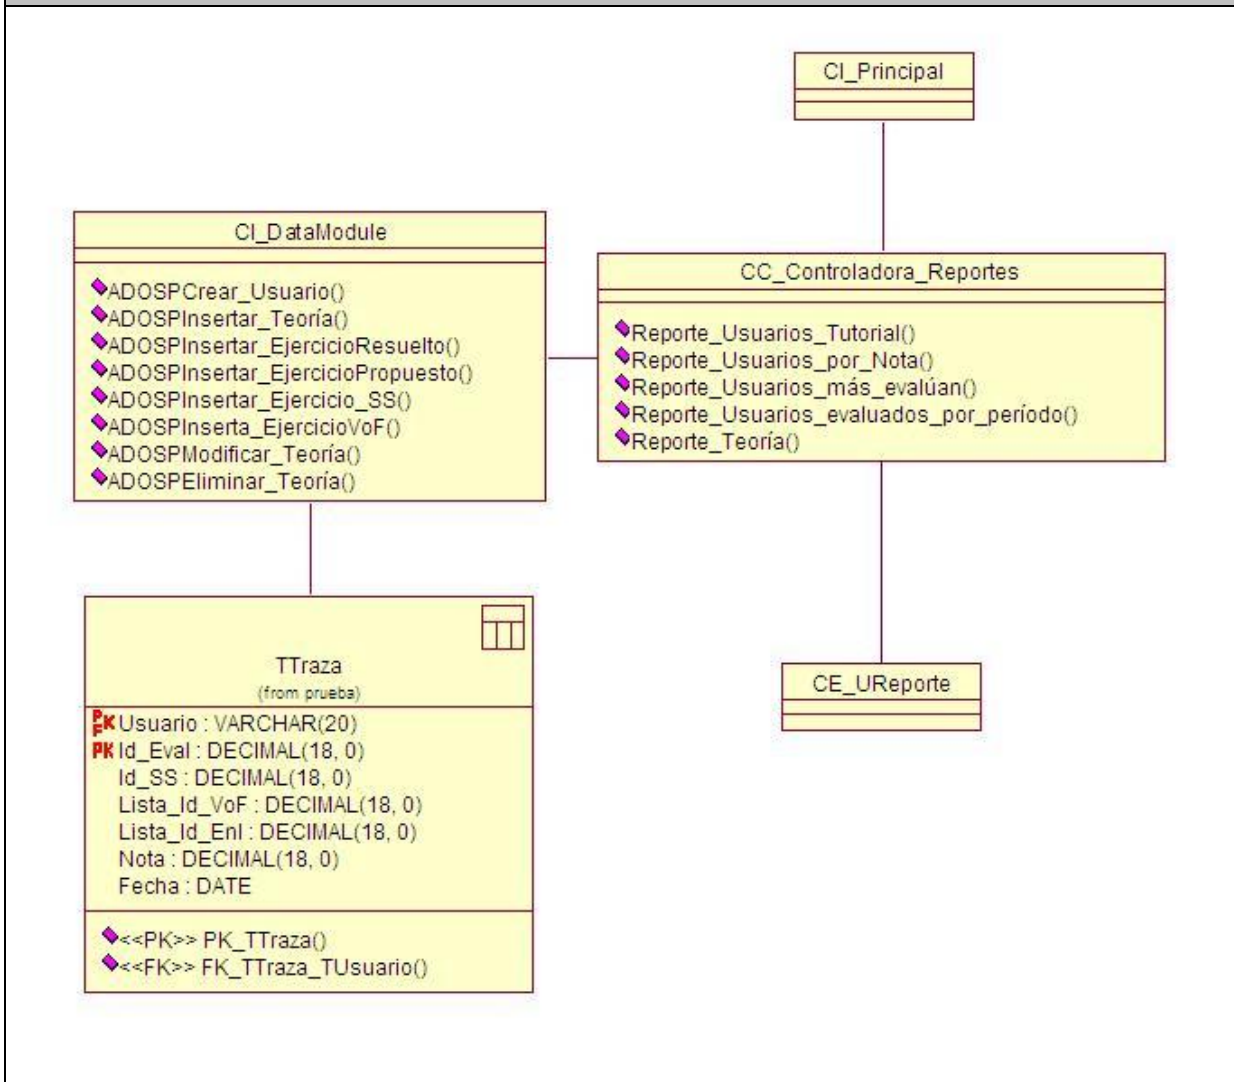 CI_Principal
CI_DataModule
ADOSPCrear_Usuario()
ADOSPInsertar_Teoría()
ADOSPInsertar_EjercicioResuelto()
ADOSPInsertar_EjercicioPropuesto()
ADOSPInsertar_Ejercicio_SS()
ADOSPInserta_EjercicioVoF()
ADOSPModificar_Teoría()
ADOSPEliminar_Teoría()
CC_Controladora_Reportes
Reporte_Usuarios_Tutorial()
Reporte_Usuarios_por_Nota()
Reporte_Usuarios_más_evalúan()
Reporte_Usuarios_evaluados_por_período()
Reporte_Teoría()
TTraza
(from prueba)
PFK Usuario : VARCHAR(20)
PK Id_Eval : DECIMAL(18, 0)
Id_SS : DECIMAL(18, 0)
Lista_Id_VoF : DECIMAL(18, 0)
Lista_Id_Enl : DECIMAL(18, 0)
Nota : DECIMAL(18, 0)
Fecha : DATE
<<PK>> PK_TTraza()
<<FK>> FK_TTraza_TUsuario()
CE_UReporte